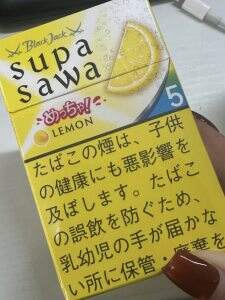 Black Jack
supa
sawa
めっちゃ!
LEMON
5
たばこの煙は、子供
の健康にも悪影響を
及ぼします。たばこ
の誤飲を防ぐため、
乳幼児の手が届かな
い所に保管・廃棄を